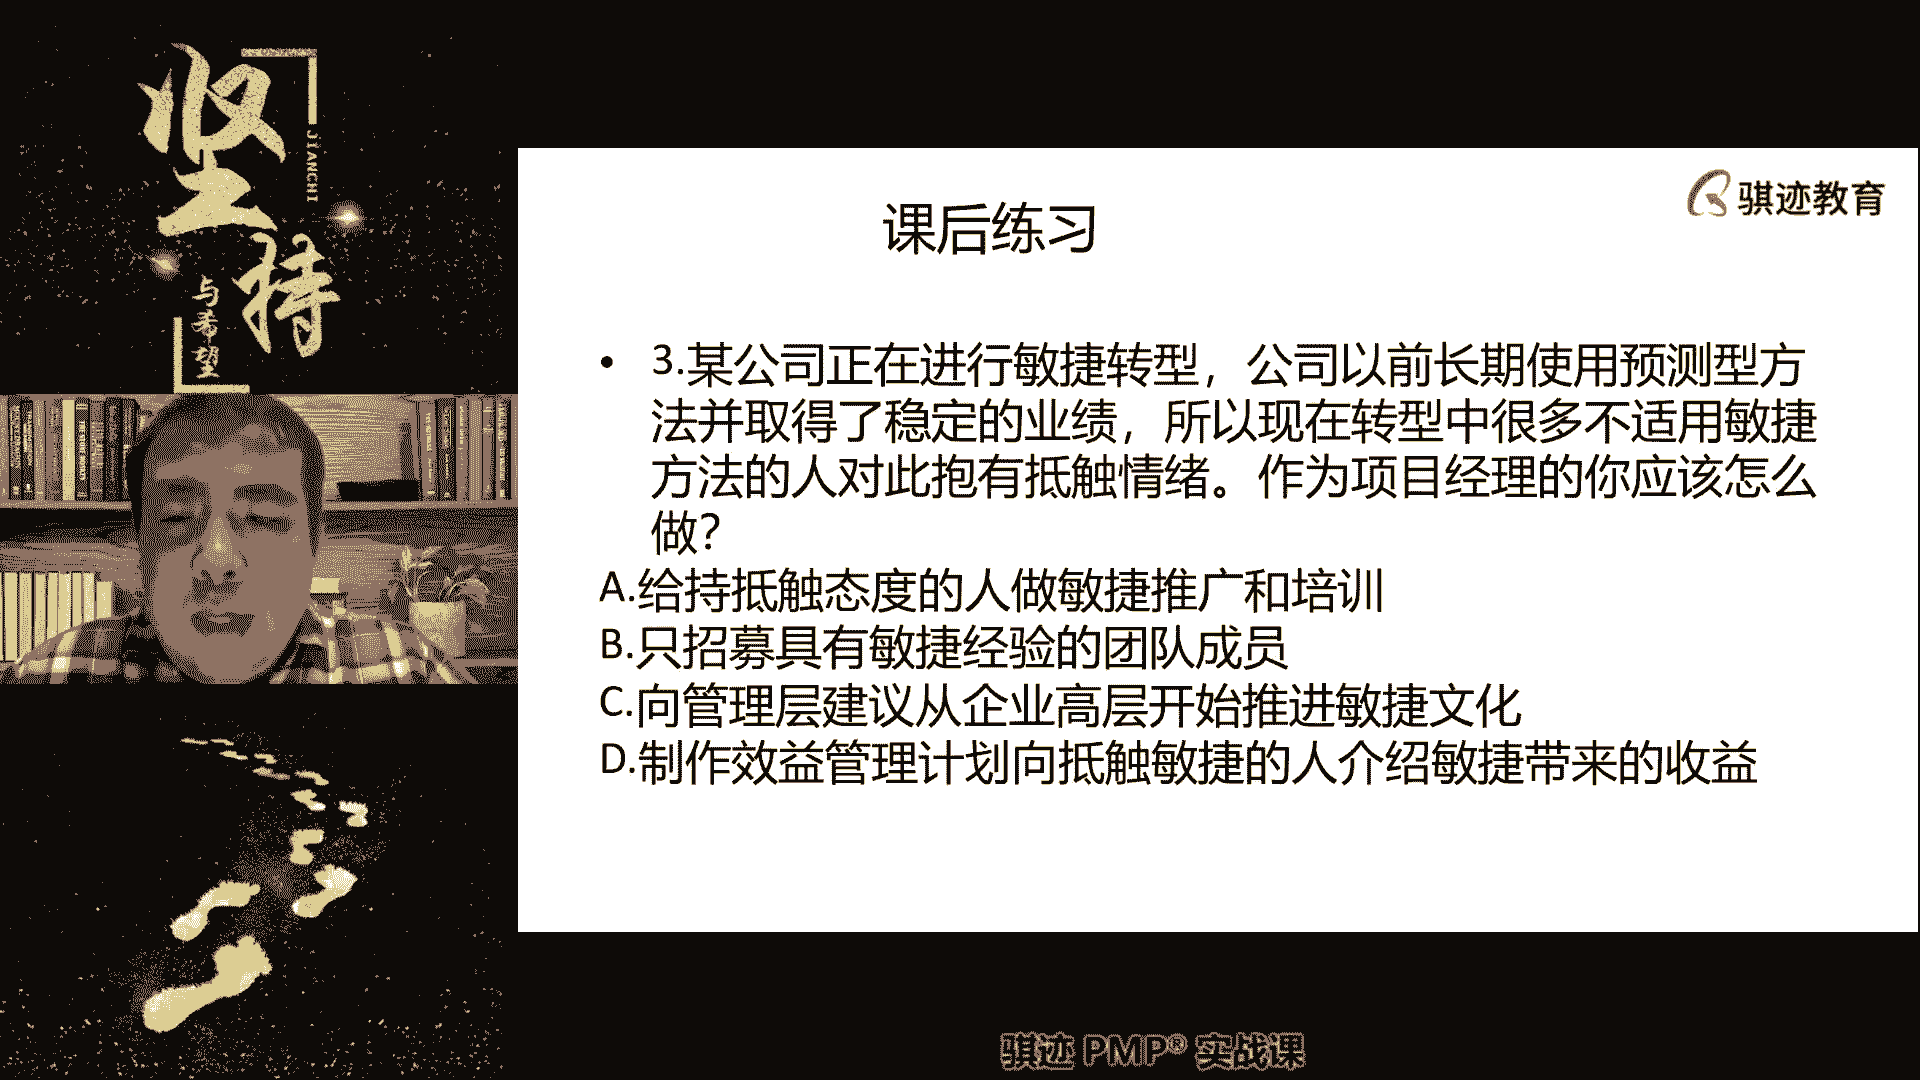 坚持
JIANCHI
与希望
骐迹教育
课后练习
• 3.某公司正在进行敏捷转型，公司以前长期使用预测型方
法并取得了稳定的业绩，所以现在转型中很多不适用敏捷
方法的人对此抱有抵触情绪。作为项目经理的你应该怎么
做？
A.给持抵触态度的人做敏捷推广和培训
B.只招募具有敏捷经验的团队成员
C.向管理层建议从企业高层开始推进敏捷文化
D.制作效益管理计划向抵触敏捷的人介绍敏捷带来的收益
骐迹 PMP® 实战课